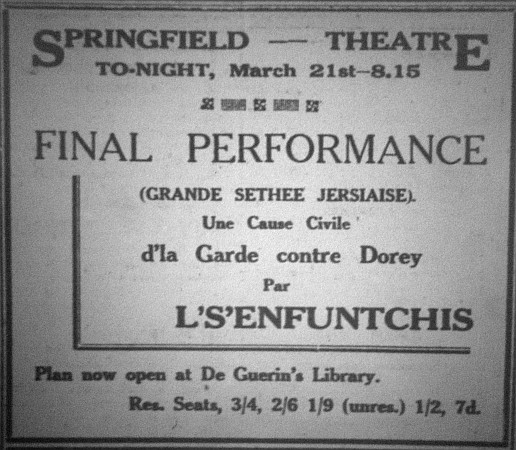 SPRINGFIELD — THEATRE
TO-NIGHT, March 21st—8.15
FINAL PERFORMANCE
(GRANDE SETHEE JERSIAISE).
Une Cause Civile
d'la Garde contre Dorey
Par
L'S'ENFUNTCHIS
Plan now open at De Guerin's Library.
Res. Seats, 3/4, 2/6 1/9 (unres.) 1/2, 7d.